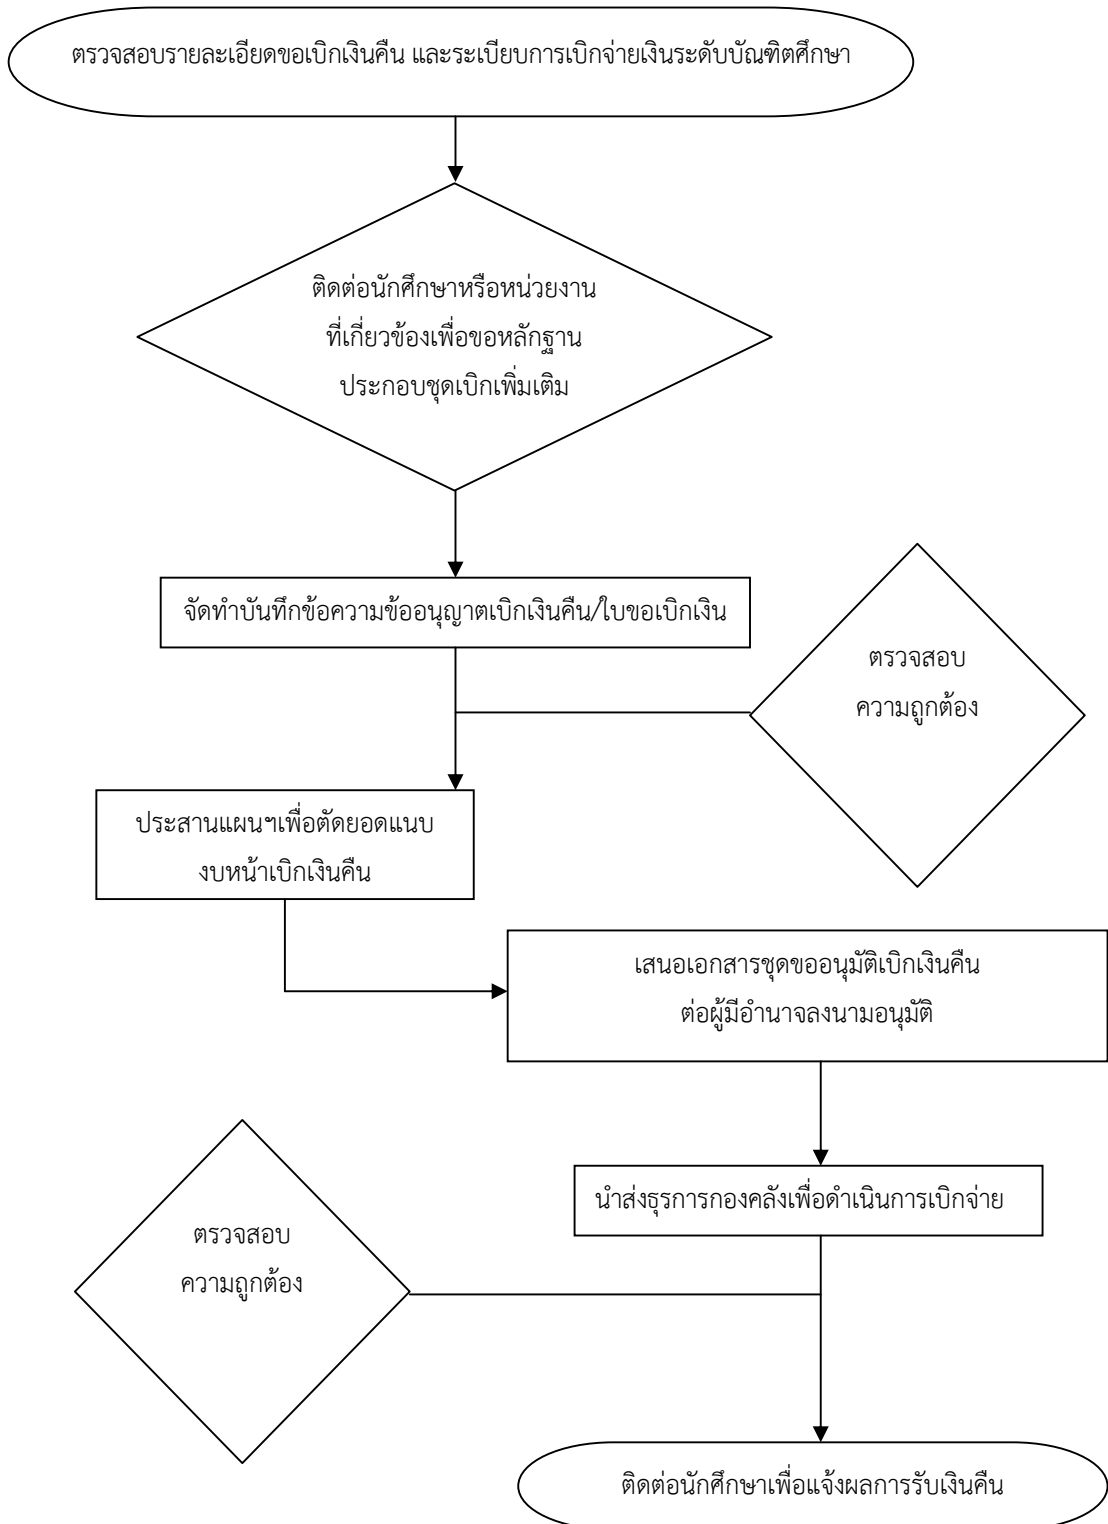 ตรวจสอบรายละเอียดขอเบิกเงินคืน และระเบียบการเบิกจ่ายเงินระดับบัณฑิตศึกษา
ติดต่อนักศึกษาหรือหน่วยงาน
ที่เกี่ยวข้องเพื่อขอหลักฐาน
ประกอบชุดเบิกเพิ่มเติม
จัดทำบันทึกข้อความข้ออนุญาตเบิกเงินคืน/ใบขอเบิกเงิน
ตรวจสอบ
ความถูกต้อง
ประสานแผนฯเพื่อตัดยอดแนบ
งบหน้าเบิกเงินคืน
เสนอเอกสารชุดขออนุมัติเบิกเงินคืน
ต่อผู้มีอำนาจลงนามอนุมัติ
นำส่งธุรการกองคลังเพื่อดำเนินการเบิกจ่าย
ตรวจสอบ
ความถูกต้อง
ติดต่อนักศึกษาเพื่อแจ้งผลการรับเงินคืน